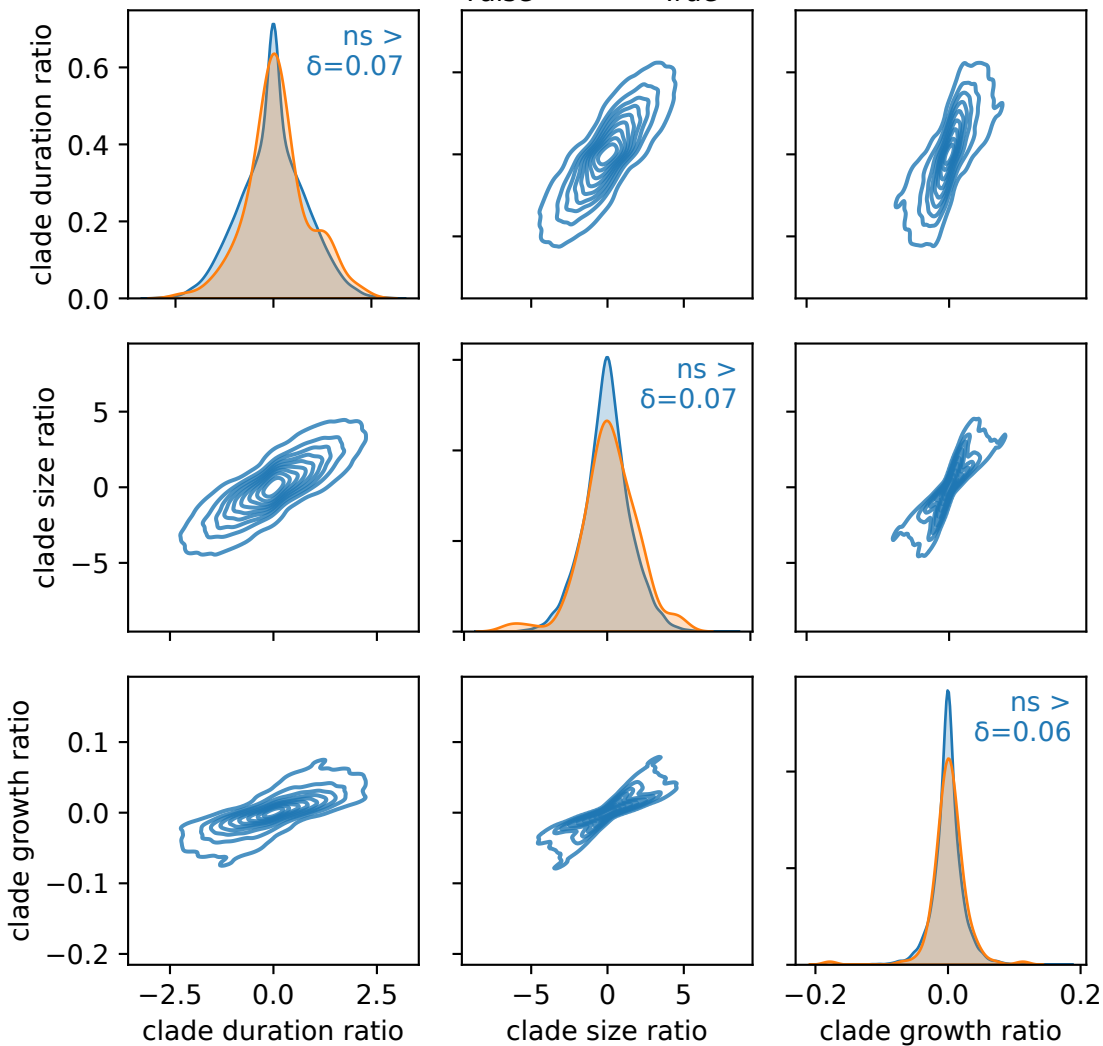 clade duration ratio
0.6
0.4
0.2
0.0
ns >
δ=0.07
clade size ratio
5
0
−5
ns >
δ=0.07
clade growth ratio
0.1
0.0
−0.1
−0.2
ns >
δ=0.06
−2.5 0.0 2.5
−5 0 5
−0.2 0.0 0.2
clade duration ratio
clade size ratio
clade growth ratio